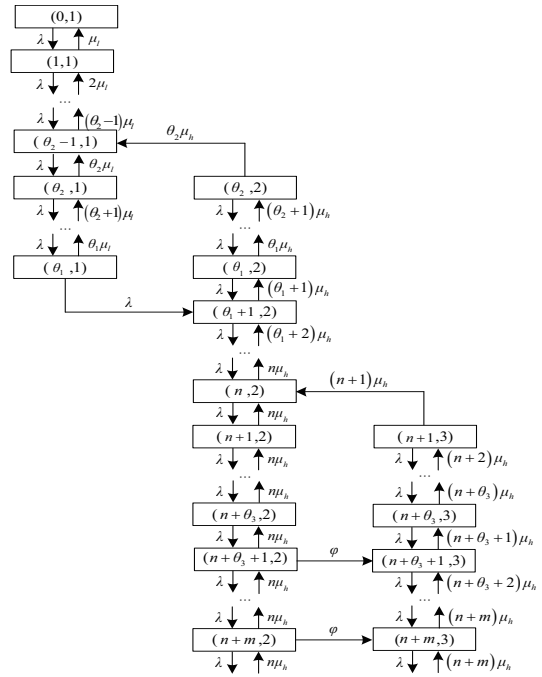 (0,1)
λ μ_l
(1,1)
λ 2μ_l
...
λ (θ_2−1)μ_l θ_2μ_h
(θ_2−1,1)
λ θ_2μ_l
(θ_2,1) (θ_2,2)
λ (θ_2+1)μ_l λ (θ_2+1)μ_h
... ...
λ θ_1μ_l λ θ_1μ_h
(θ_1,1) (θ_1,2)
λ (θ_1+1)μ_h
λ (θ_1+1,2)
λ (θ_1+2)μ_h
...
λ nμ_h (n+1)μ_h
(n,2)
λ nμ_h
(n+1,2) (n+1,3)
λ nμ_h λ (n+2)μ_h
... ...
λ nμ_h λ (n+θ_3)μ_h
(n+θ_3,2) (n+θ_3,3)
λ nμ_h λ (n+θ_3+1)μ_h
(n+θ_3+1,2) φ (n+θ_3+1,3)
λ nμ_h λ (n+θ_3+2)μ_h
... ...
λ nμ_h λ (n+m)μ_h
(n+m,2) φ (n+m,3)
λ nμ_h λ (n+m)μ_h